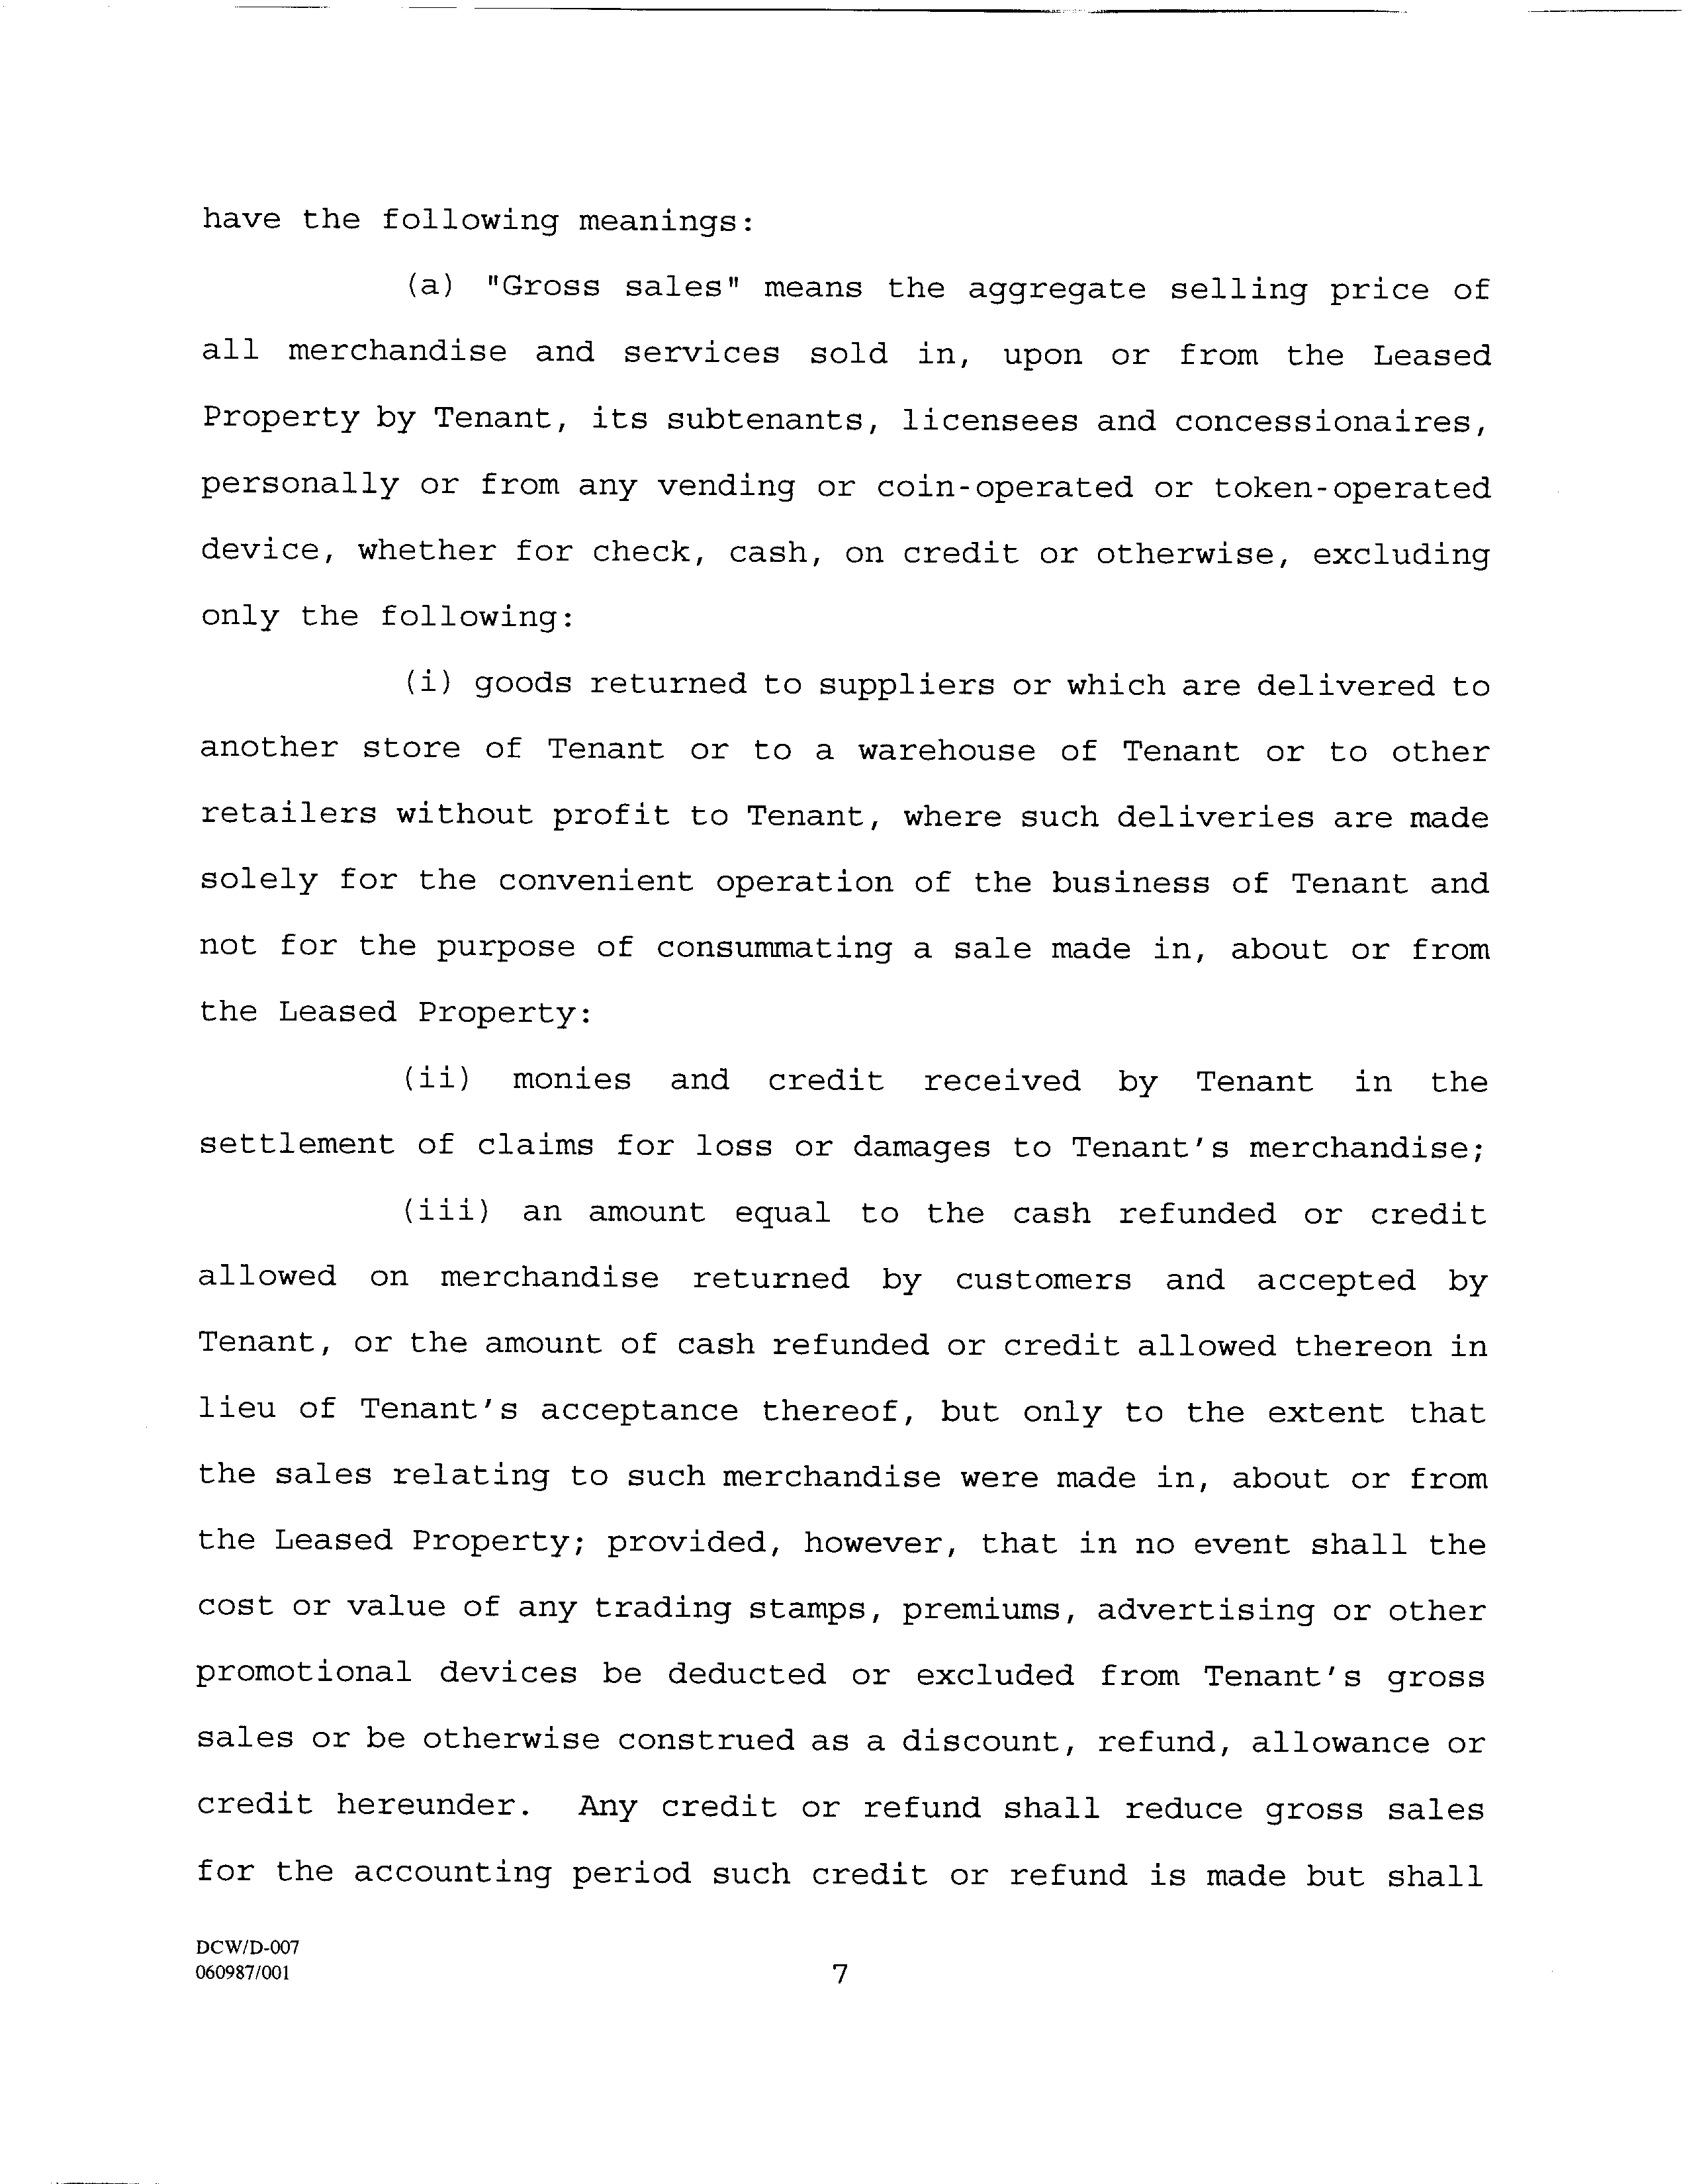 have the following meanings:
(a) "Gross sales" means the aggregate selling price of
all merchandise and services sold in, upon or from the Leased
Property by Tenant, its subtenants, licensees and concessionaires,
personally or from any vending or coin-operated or token-operated
device, whether for check, cash, on credit or otherwise, excluding
only the following:
(i) goods returned to suppliers or which are delivered to
another store of Tenant or to a warehouse of Tenant or to other
retailers without profit to Tenant, where such deliveries are made
solely for the convenient operation of the business of Tenant and
not for the purpose of consummating a sale made in, about or from
the Leased Property:
(ii) monies and credit received by Tenant in the
settlement of claims for loss or damages to Tenant's merchandise;
(iii) an amount equal to the cash refunded or credit
allowed on merchandise returned by customers and accepted by
Tenant, or the amount of cash refunded or credit allowed thereon in
lieu of Tenant's acceptance thereof, but only to the extent that
the sales relating to such merchandise were made in, about or from
the Leased Property; provided, however, that in no event shall the
cost or value of any trading stamps, premiums, advertising or other
promotional devices be deducted or excluded from Tenant's gross
sales or be otherwise construed as a discount, refund, allowance or
credit hereunder. Any credit or refund shall reduce gross sales
for the accounting period such credit or refund is made but shall
DCW/D-007
060987/001
7